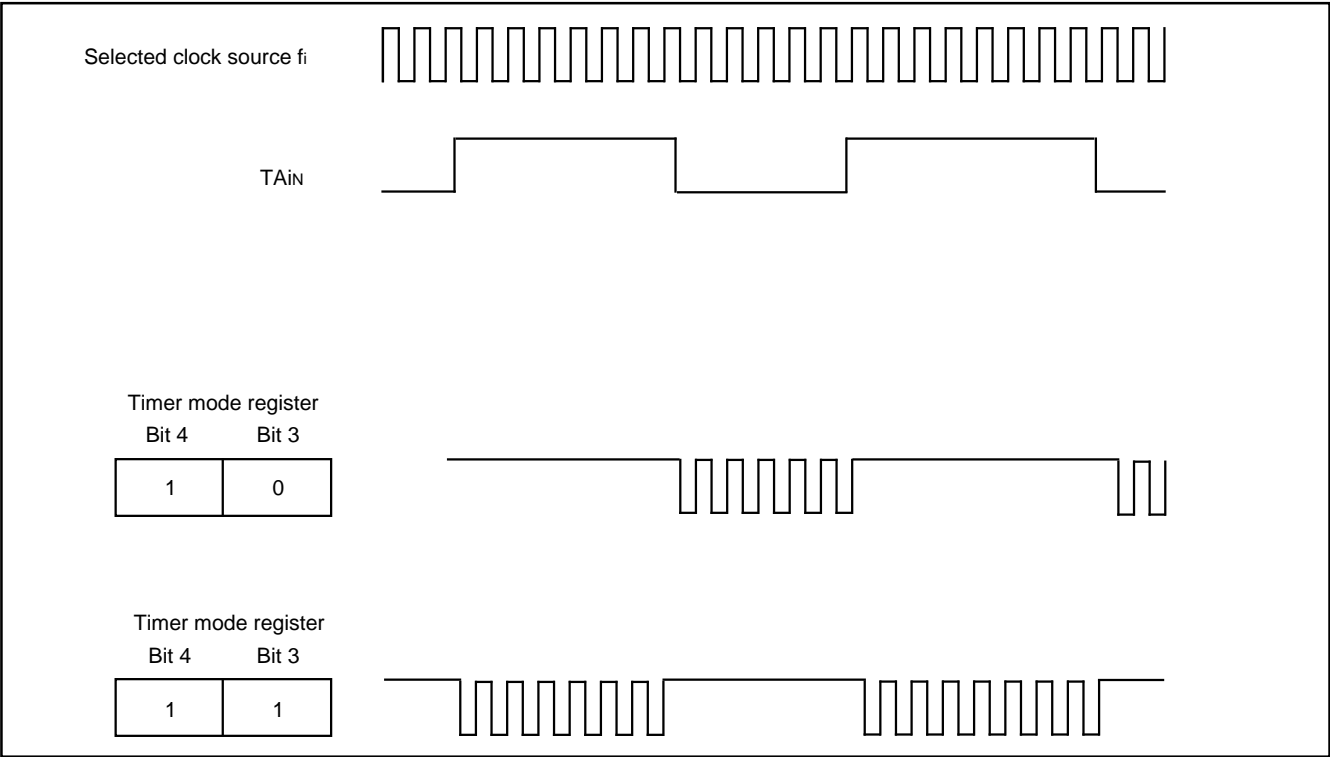 Selected clock source fi
TAiN
Timer mode register
Bit 4 Bit 3
1 0
Timer mode register
Bit 4 Bit 3
1 1